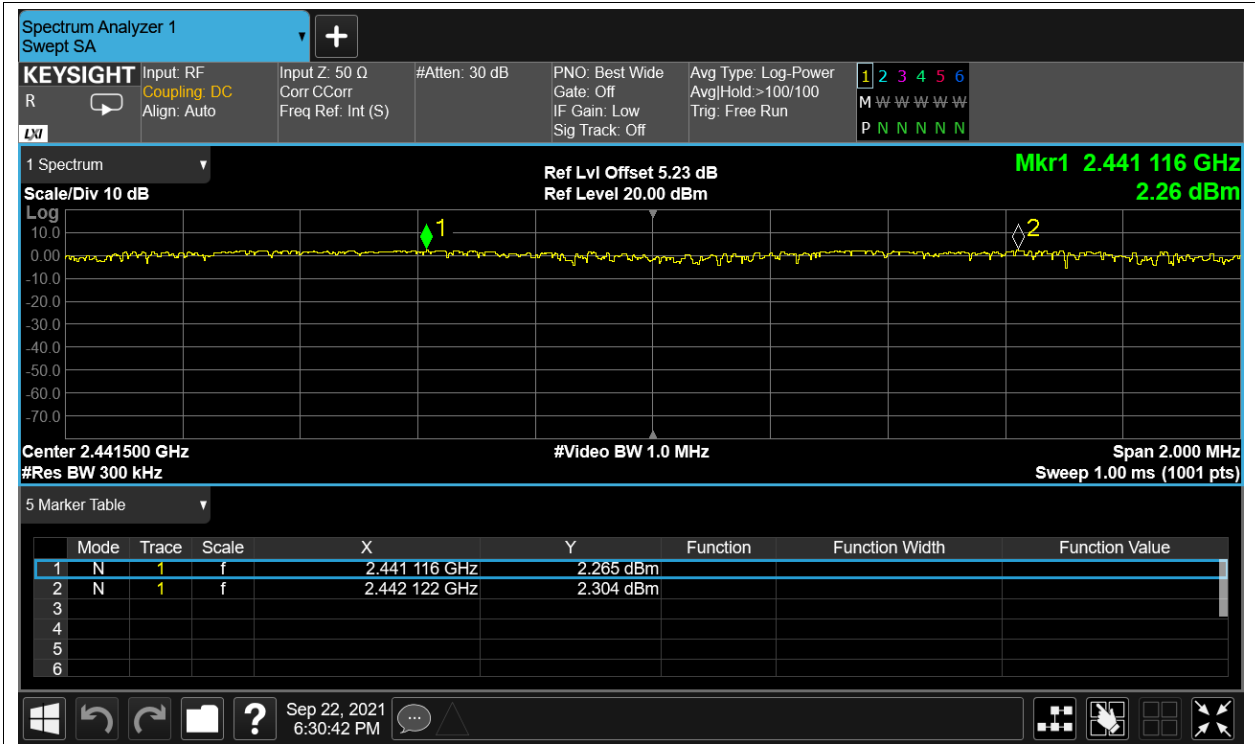 Spectrum Analyzer 1
Swept SA
KEYSIGHT
R
LXI
Input: RF
Coupling: DC
Align: Auto
Input Z: 50 Ω
Corr CCorr
Freq Ref: Int (S)
#Atten: 30 dB
PNO: Best Wide
Gate: Off
IF Gain: Low
Sig Track: Off
Avg Type: Log-Power
Avg|Hold:>100/100
Trig: Free Run
1 2 3 4 5 6
M W W W W W
P N N N N N
1 Spectrum
Scale/Div 10 dB
Ref Lvl Offset 5.23 dB
Ref Level 20.00 dBm
Mkr1 2.441 116 GHz
2.26 dBm
Log
10.0
0.00
-10.0
-20.0
-30.0
-40.0
-50.0
-60.0
-70.0
1
2
Center 2.441500 GHz
#Res BW 300 kHz
#Video BW 1.0 MHz
Span 2.000 MHz
Sweep 1.00 ms (1001 pts)
5 Marker Table
Mode Trace Scale X Y Function Function Width Function Value
1 N 1 f 2.441 116 GHz 2.265 dBm
2 N 1 f 2.442 122 GHz 2.304 dBm
3
4
5
6
?
Sep 22, 2021
6:30:42 PM